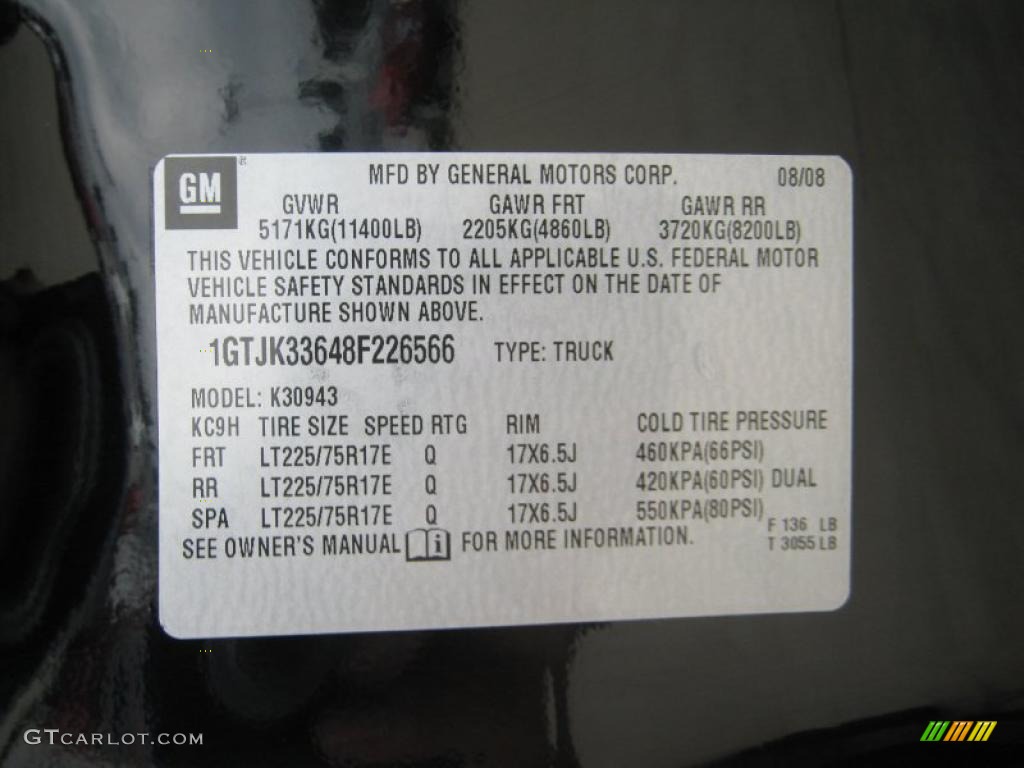 GM ®
MFD BY GENERAL MOTORS CORP. 08/08
GVWR GAWR FRT GAWR RR
5171KG(11400LB) 2205KG(4860LB) 3720KG(8200LB)
THIS VEHICLE CONFORMS TO ALL APPLICABLE U.S. FEDERAL MOTOR
VEHICLE SAFETY STANDARDS IN EFFECT ON THE DATE OF
MANUFACTURE SHOWN ABOVE.
1GTJK33648F226566 TYPE: TRUCK
MODEL: K30943
KC9H TIRE SIZE SPEED RTG RIM COLD TIRE PRESSURE
FRT LT225/75R17E Q 17X6.5J 460KPA(66PSI)
RR LT225/75R17E Q 17X6.5J 420KPA(60PSI) DUAL
SPA LT225/75R17E Q 17X6.5J 550KPA(80PSI)
F 136 LB
T 3055 LB
SEE OWNER'S MANUAL i FOR MORE INFORMATION.
GTCARLOT.COM